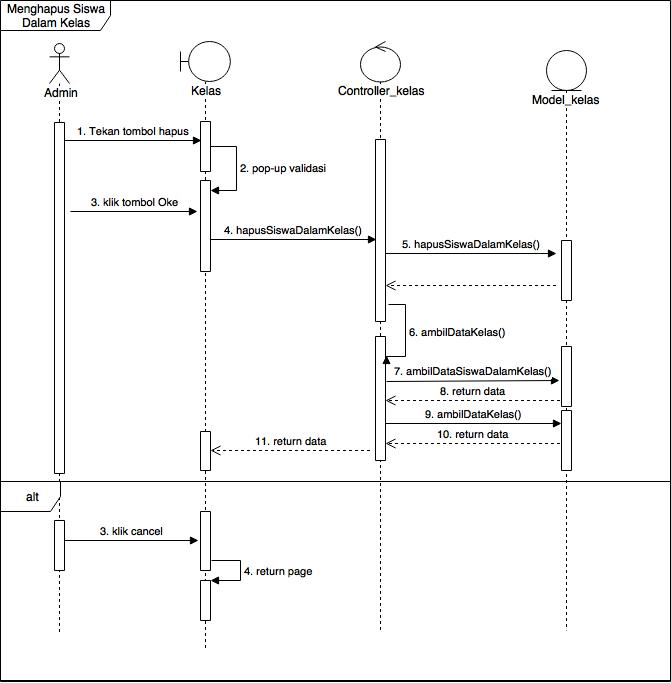 Menghapus Siswa
Dalam Kelas
Admin
Kelas
Controller_kelas
Model_kelas
1. Tekan tombol hapus
2. pop-up validasi
3. klik tombol Oke
4. hapusSiswaDalamKelas()
5. hapusSiswaDalamKelas()
6. ambilDataKelas()
7. ambilDataSiswaDalamKelas()
8. return data
9. ambilDataKelas()
10. return data
11. return data
alt
3. klik cancel
4. return page